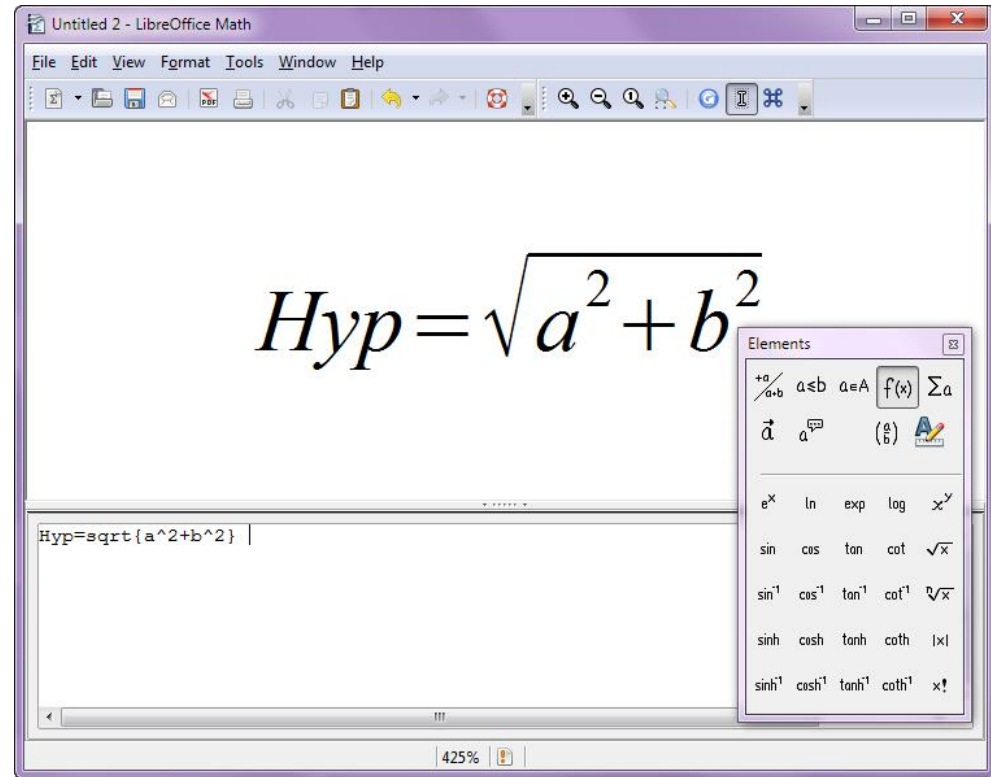 Untitled 2 - LibreOffice Math
File Edit View Format Tools Window Help
PDF
Hyp=√a²+b²
Elements
+a/a+b a≤b a∈A f(x) Σa
a⃗ a (a/b) A
eˣ ln exp log xʸ
sin cos tan cot √x
sin⁻¹ cos⁻¹ tan⁻¹ cot⁻¹ ⁿ√x
sinh cosh tanh coth |x|
sinh⁻¹ cosh⁻¹ tanh⁻¹ coth⁻¹ x!
Hyp=sqrt{a^2+b^2}
425%